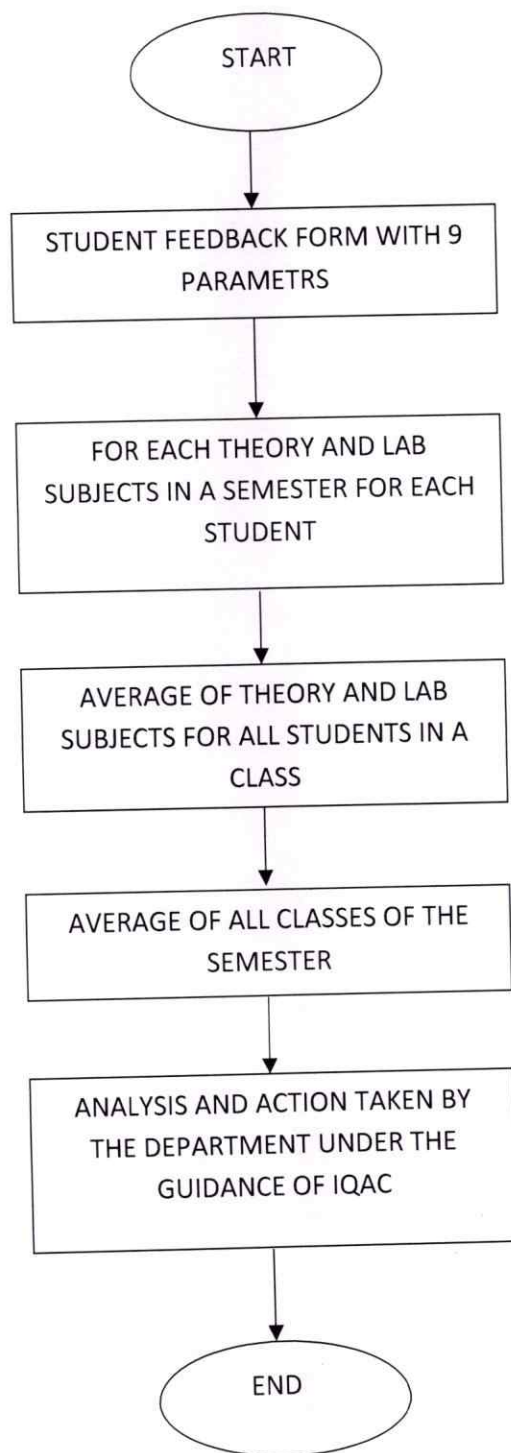 START
STUDENT FEEDBACK FORM WITH 9
PARAMETRS
FOR EACH THEORY AND LAB
SUBJECTS IN A SEMESTER FOR EACH
STUDENT
AVERAGE OF THEORY AND LAB
SUBJECTS FOR ALL STUDENTS IN A
CLASS
AVERAGE OF ALL CLASSES OF THE
SEMESTER
ANALYSIS AND ACTION TAKEN BY
THE DEPARTMENT UNDER THE
GUIDANCE OF IQAC
END